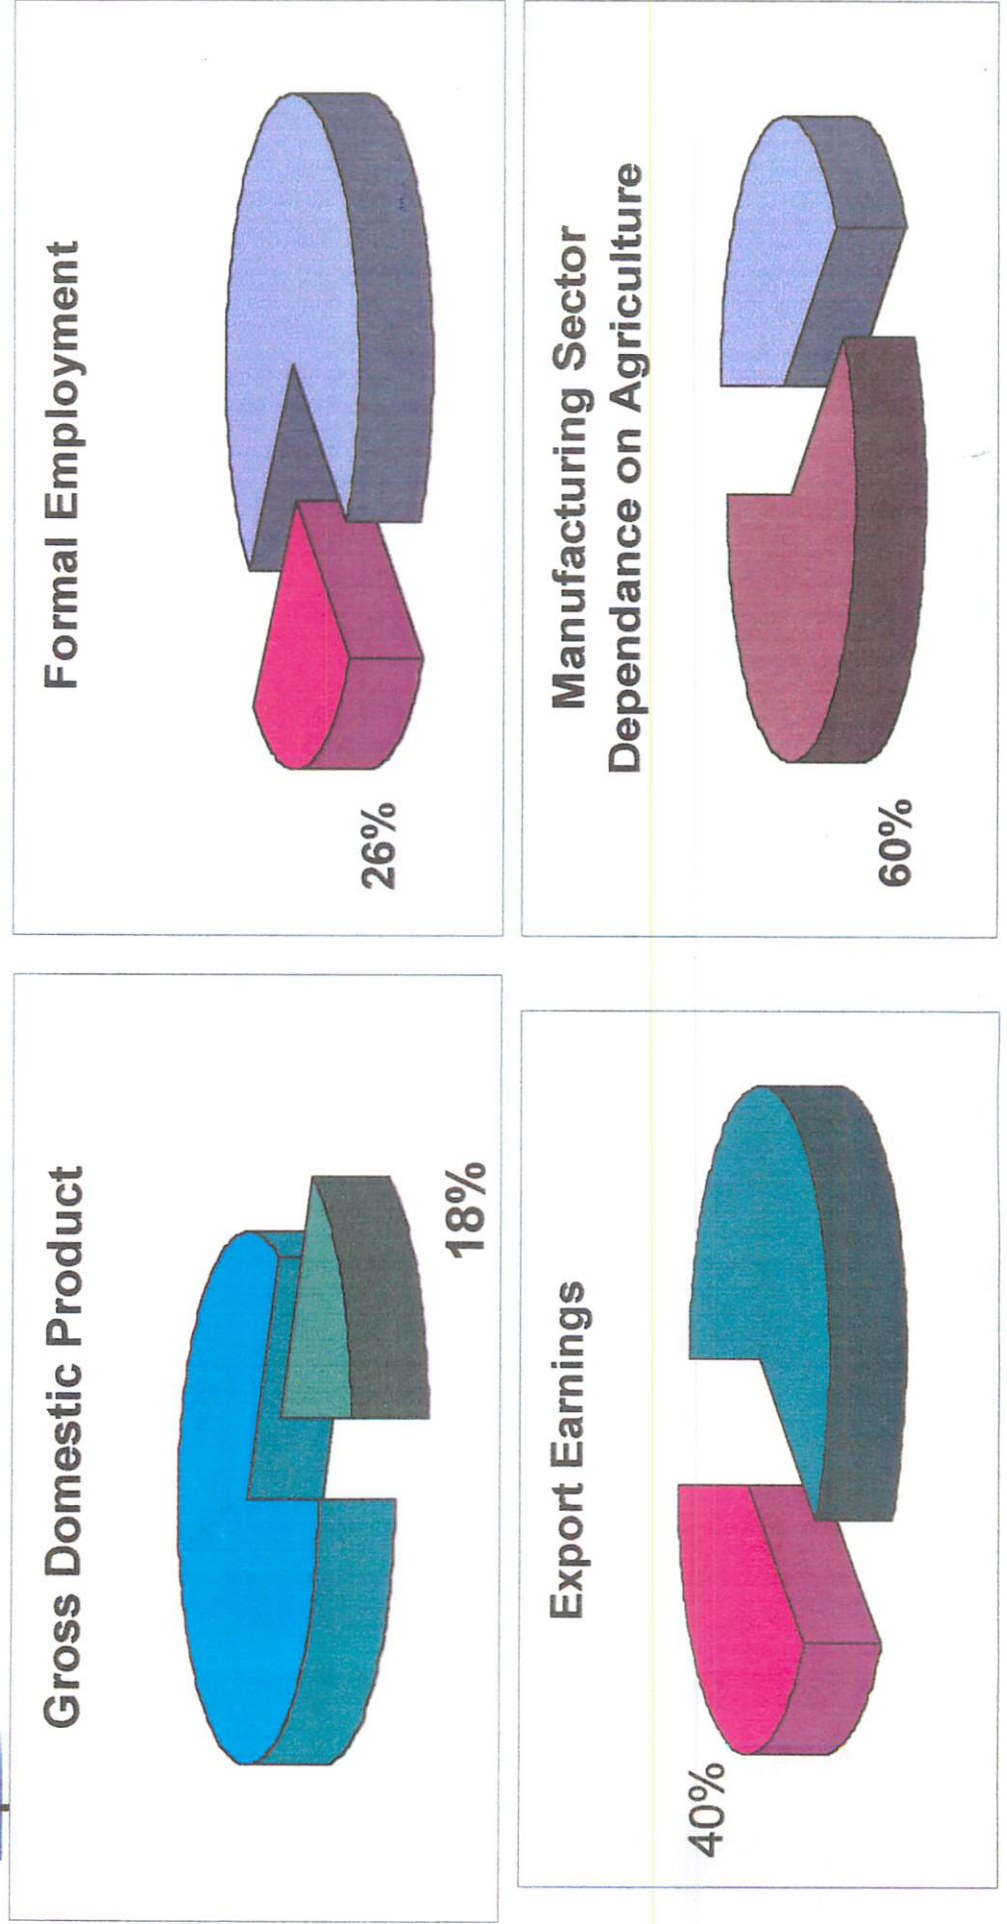 Gross Domestic Product
18%
Formal Employment
26%
Export Earnings
40%
Manufacturing Sector
Dependance on Agriculture
60%